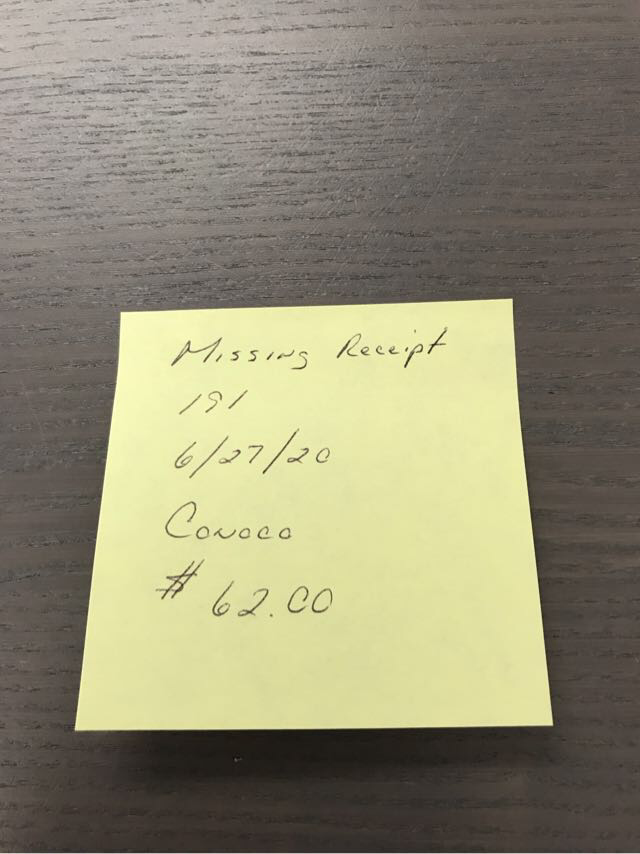 Missing Receipt
191
6/27/20
Conoco
# 62.00